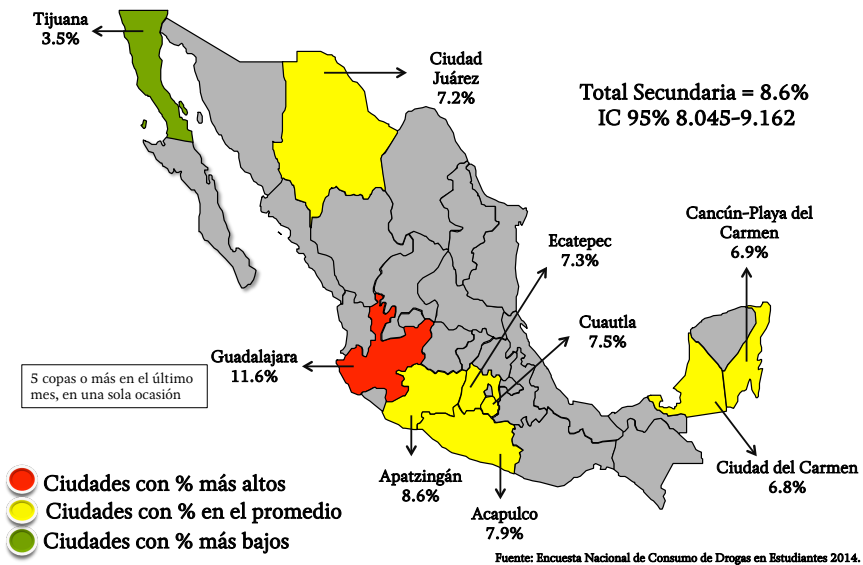 Tijuana
3.5%
Ciudad
Juárez
7.2%
Total Secundaria = 8.6%
IC 95% 8.045-9.162
Cancún-Playa del
Carmen
6.9%
Ecatepec
7.3%
Cuautla
7.5%
Guadalajara
11.6%
5 copas o más en el último
mes, en una sola ocasión
Apatzingán
8.6%
Acapulco
7.9%
Ciudad del Carmen
6.8%
Ciudades con % más altos
Ciudades con % en el promedio
Ciudades con % más bajos
Fuente: Encuesta Nacional de Consumo de Drogas en Estudiantes 2014.